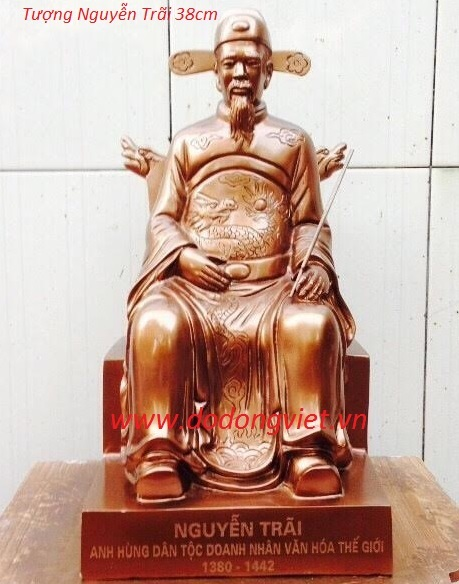 Tượng Nguyễn Trãi 38cm
www.dodongviet.vn
NGUYỄN TRÃI
ANH HÙNG DÂN TỘC DOANH NHÂN VĂN HÓA THẾ GIỚI
1380 - 1442